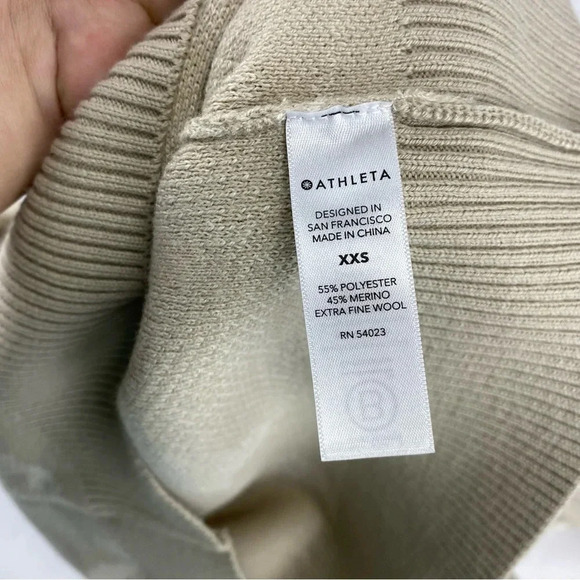 ATHLETA
DESIGNED IN
SAN FRANCISCO
MADE IN CHINA
XXS
55% POLYESTER
45% MERINO
EXTRA FINE WOOL
RN 54023
B